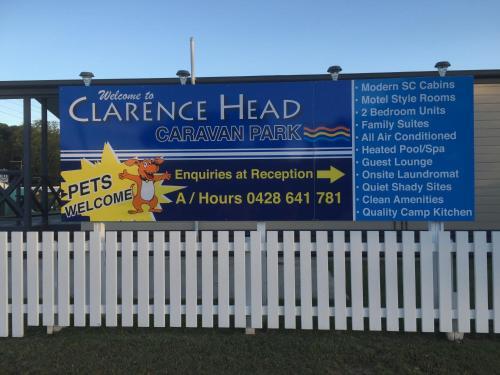 Welcome to
CLARENCE HEAD
CARAVAN PARK
PETS
WELCOME
Enquiries at Reception
A / Hours 0428 641 781
• Modern SC Cabins
• Motel Style Rooms
• 2 Bedroom Units
• Family Suites
• All Air Conditioned
• Heated Pool/Spa
• Guest Lounge
• Onsite Laundromat
• Quiet Shady Sites
• Clean Amenities
• Quality Camp Kitchen